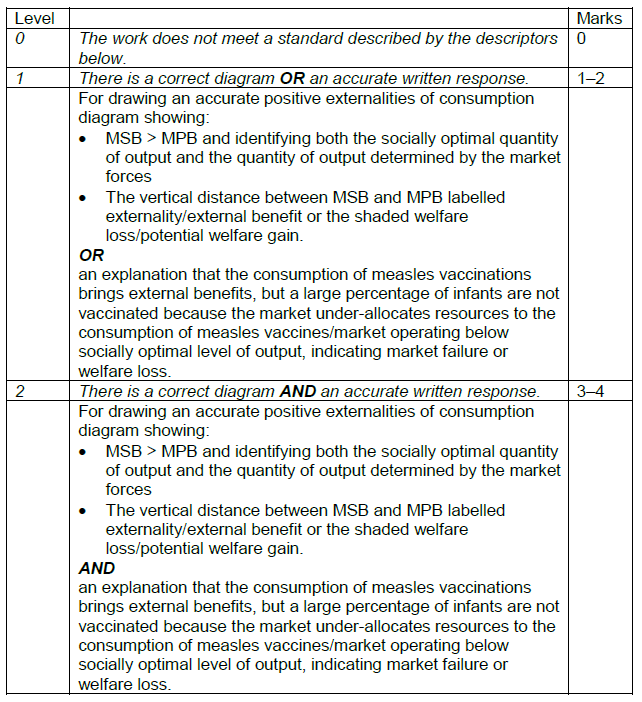 Level Marks
0 The work does not meet a standard described by the descriptors 0
below.
1 There is a correct diagram OR an accurate written response. 1–2
For drawing an accurate positive externalities of consumption
diagram showing:
• MSB > MPB and identifying both the socially optimal quantity
of output and the quantity of output determined by the market
forces
• The vertical distance between MSB and MPB labelled
externality/external benefit or the shaded welfare
loss/potential welfare gain.
OR
an explanation that the consumption of measles vaccinations
brings external benefits, but a large percentage of infants are not
vaccinated because the market under-allocates resources to the
consumption of measles vaccines/market operating below
socially optimal level of output, indicating market failure or
welfare loss.
2 There is a correct diagram AND an accurate written response. 3–4
For drawing an accurate positive externalities of consumption
diagram showing:
• MSB > MPB and identifying both the socially optimal quantity
of output and the quantity of output determined by the market
forces
• The vertical distance between MSB and MPB labelled
externality/external benefit or the shaded welfare
loss/potential welfare gain.
AND
an explanation that the consumption of measles vaccinations
brings external benefits, but a large percentage of infants are not
vaccinated because the market under-allocates resources to the
consumption of measles vaccines/market operating below
socially optimal level of output, indicating market failure or
welfare loss.